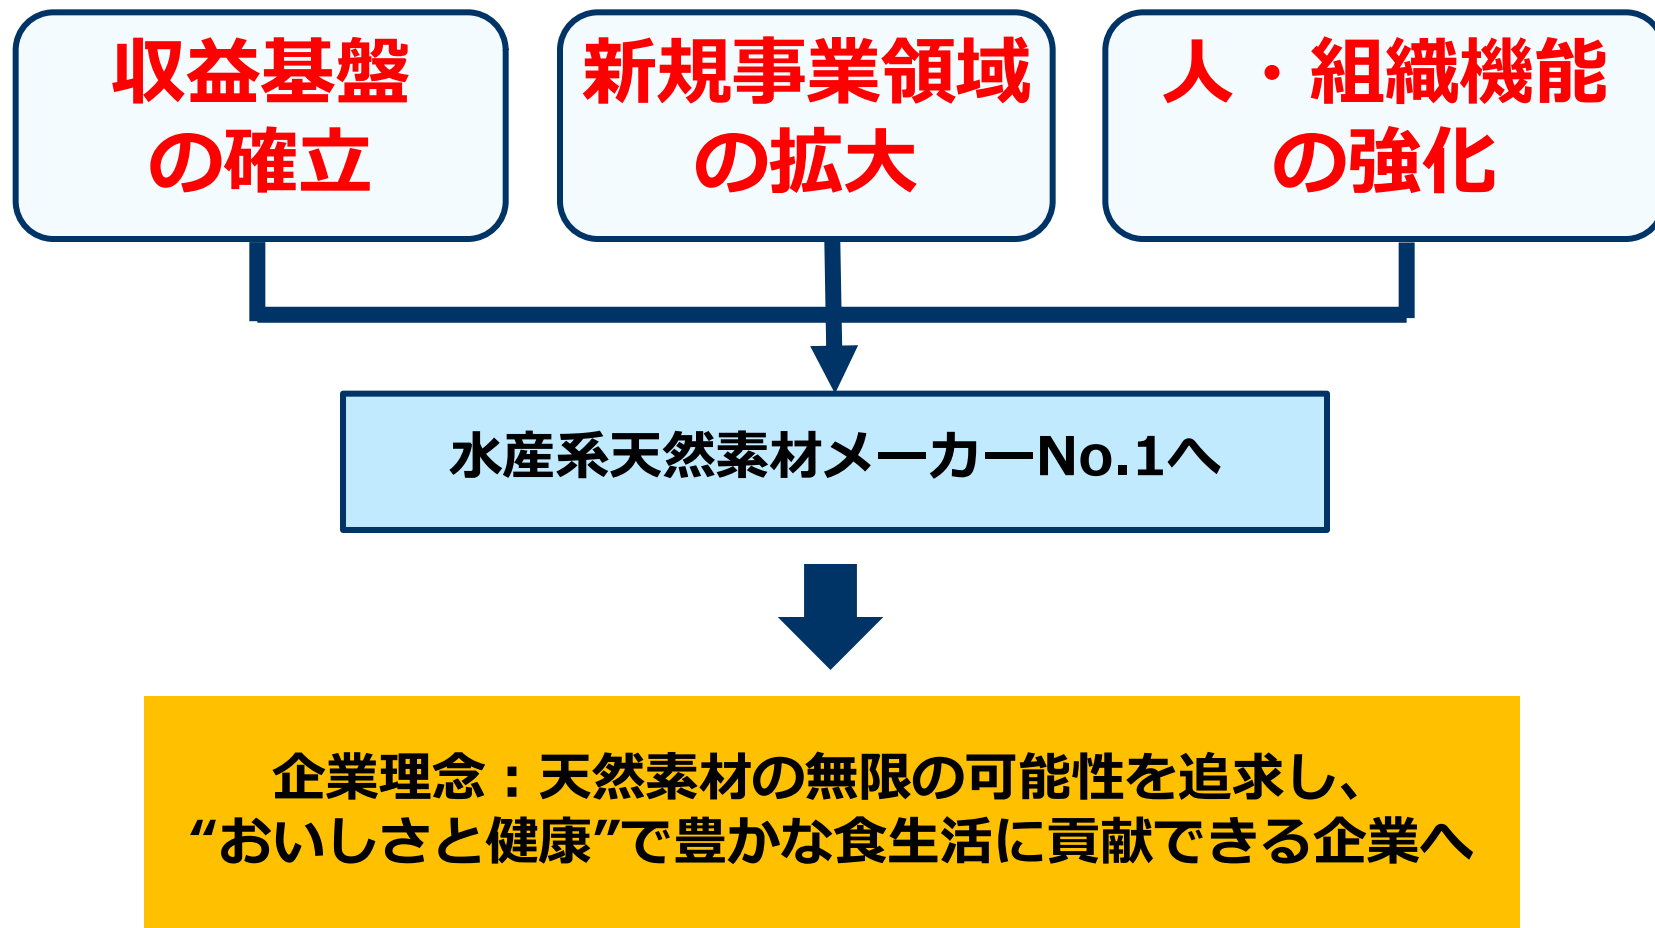 収益基盤
の確立
新規事業領域
の拡大
人・組織機能
の強化
水産系天然素材メーカーNo.1へ
企業理念：天然素材の無限の可能性を追求し、
“おいしさと健康”で豊かな食生活に貢献できる企業へ